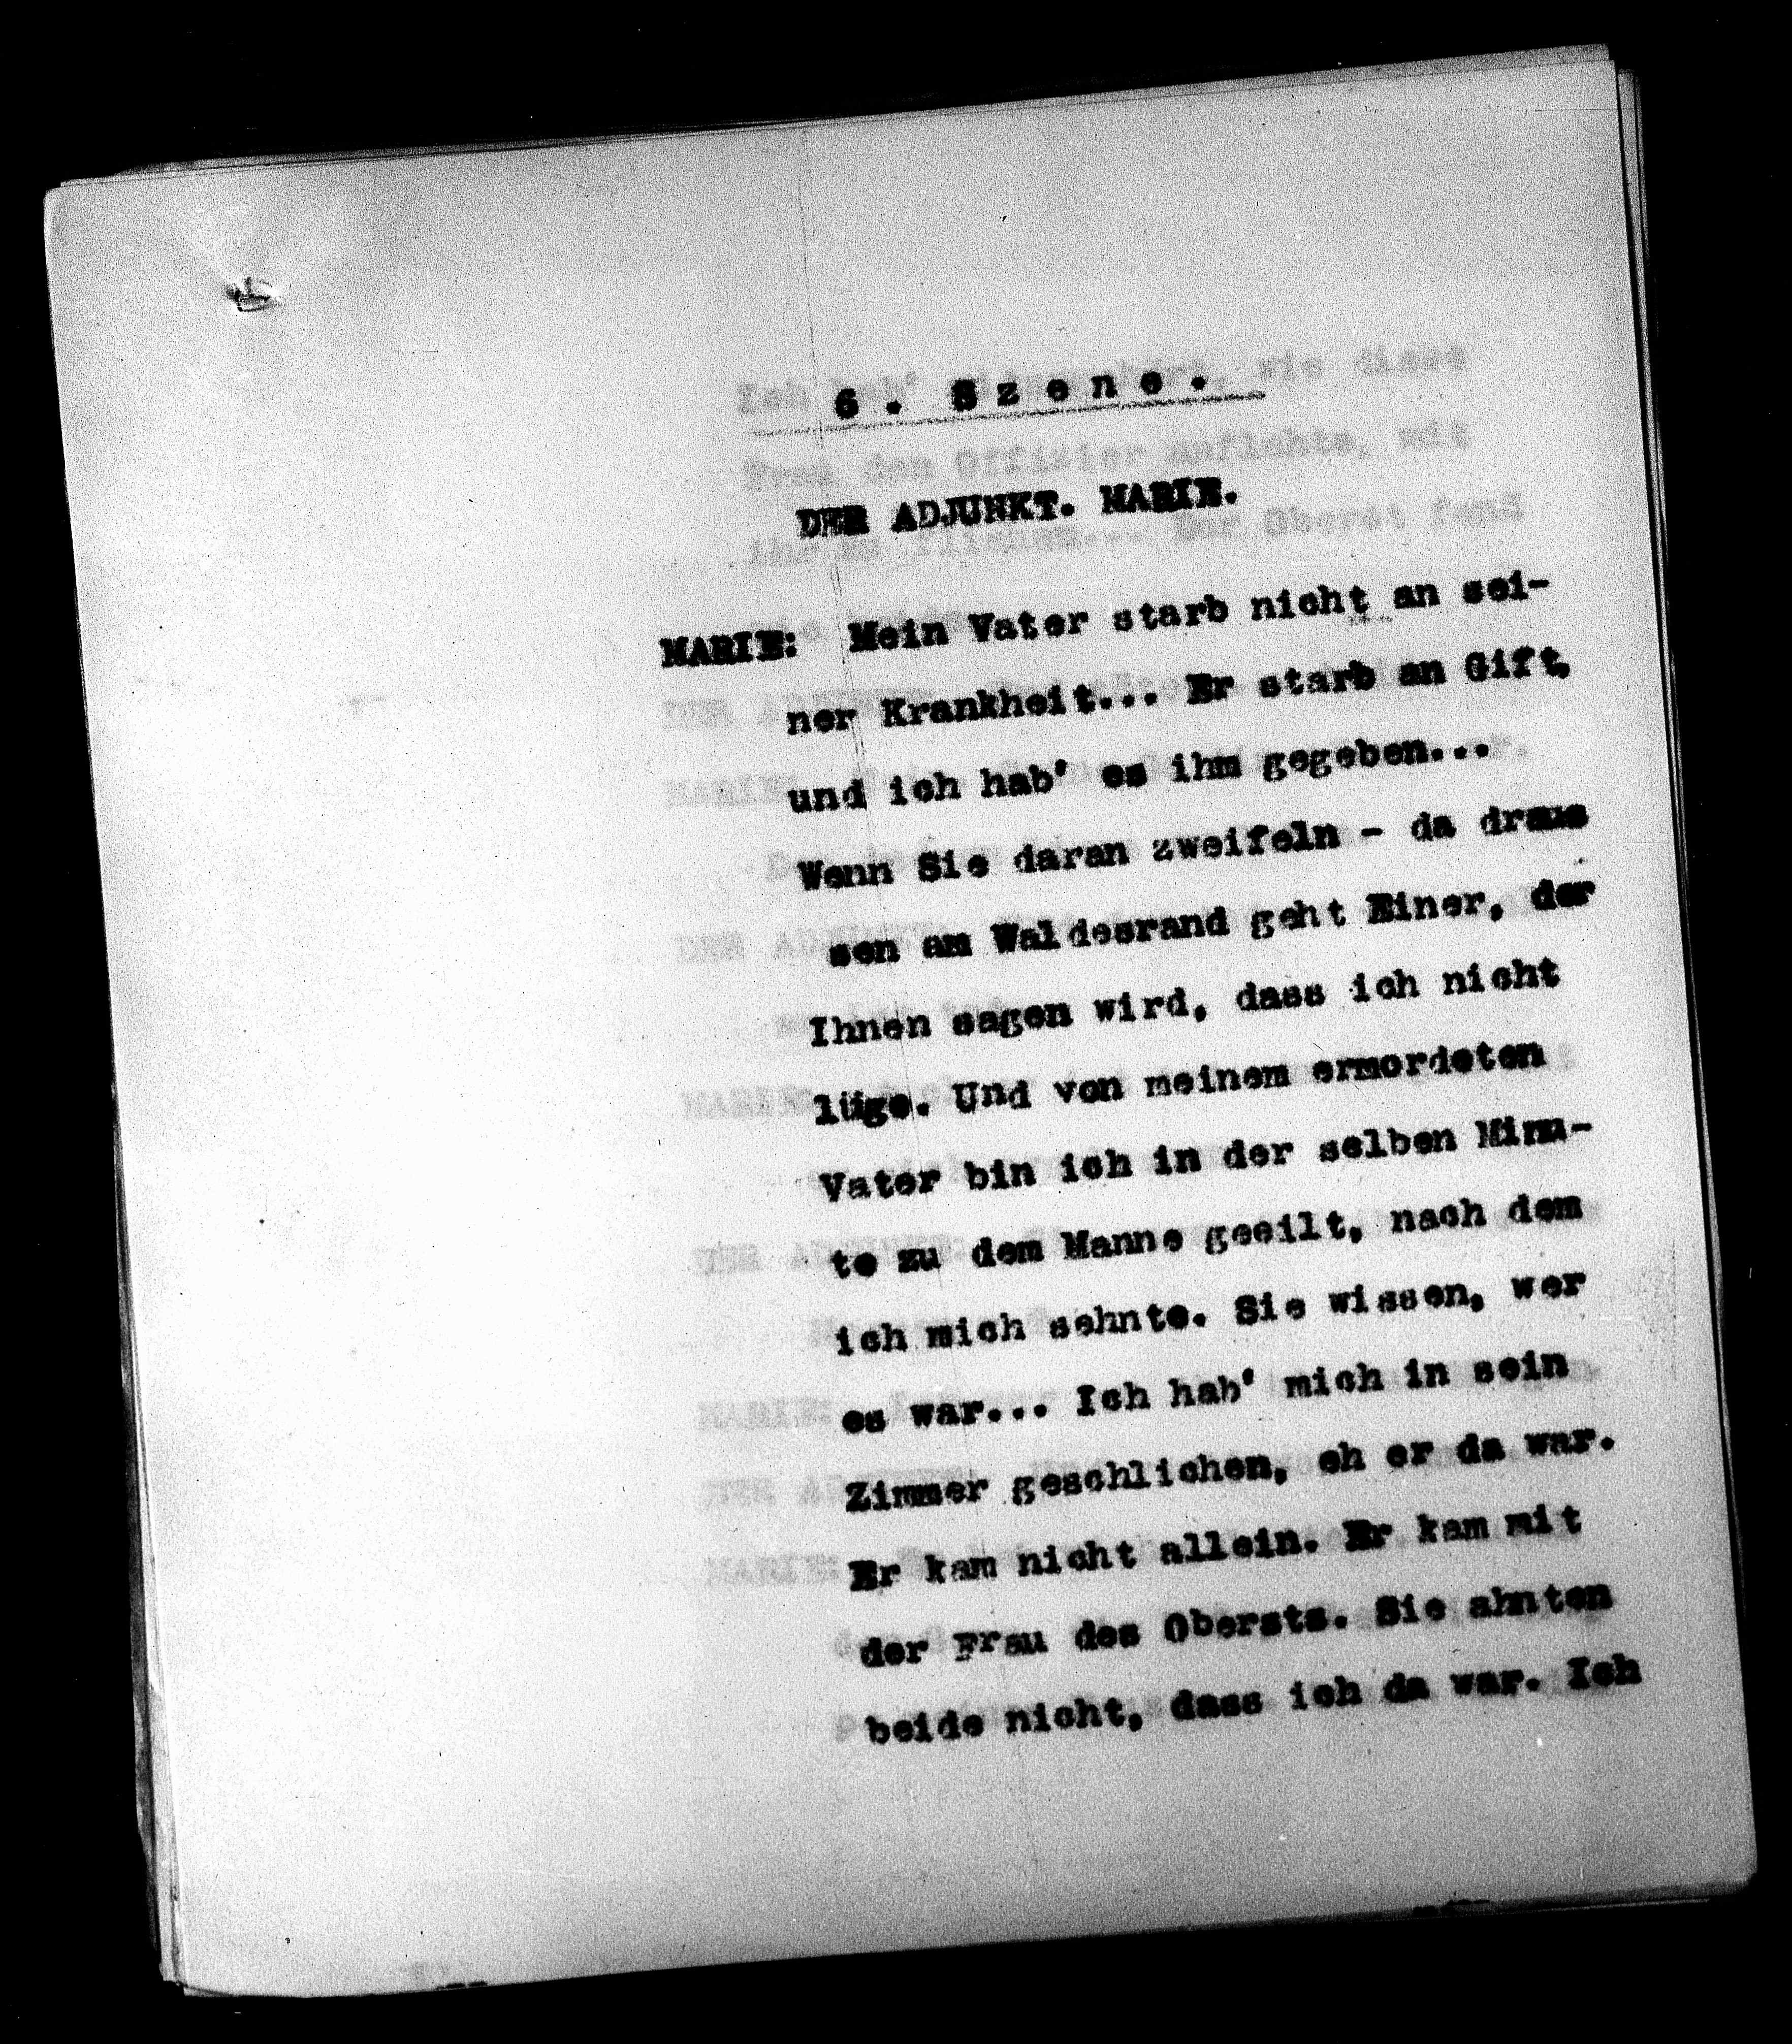 6. Szene.
DER ADJUNKT. MARIE.
MARIE: Mein Vater starb nicht an sei-
ner Krankheit... Er starb an Gift,
und ich hab' es ihm gegeben...
Wenn Sie daran zweifeln - da draus
sen am Waldesrand geht Einer, der
Ihnen sagen wird, dass ich nicht
lüge. Und von meinem ermordeten
Vater bin ich in der selben Minu-
te zu dem Manne geeilt, nach dem
ich mich sehnte. Sie wissen, wer
es war... Ich hab' mich in sein
Zimmer geschlichen, eh er da war.
Er kam nicht allein. Er kam mit
der Frau des Obersts. Sie ahnten
beide nicht, dass ich da war. Ich